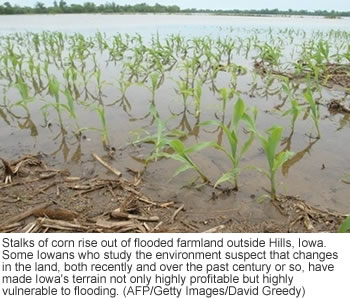 Stalks of corn rise out of flooded farmland outside Hills, Iowa.
Some Iowans who study the environment suspect that changes
in the land, both recently and over the past century or so, have
made Iowa's terrain not only highly profitable but highly
vulnerable to flooding. (AFP/Getty Images/David Greedy)